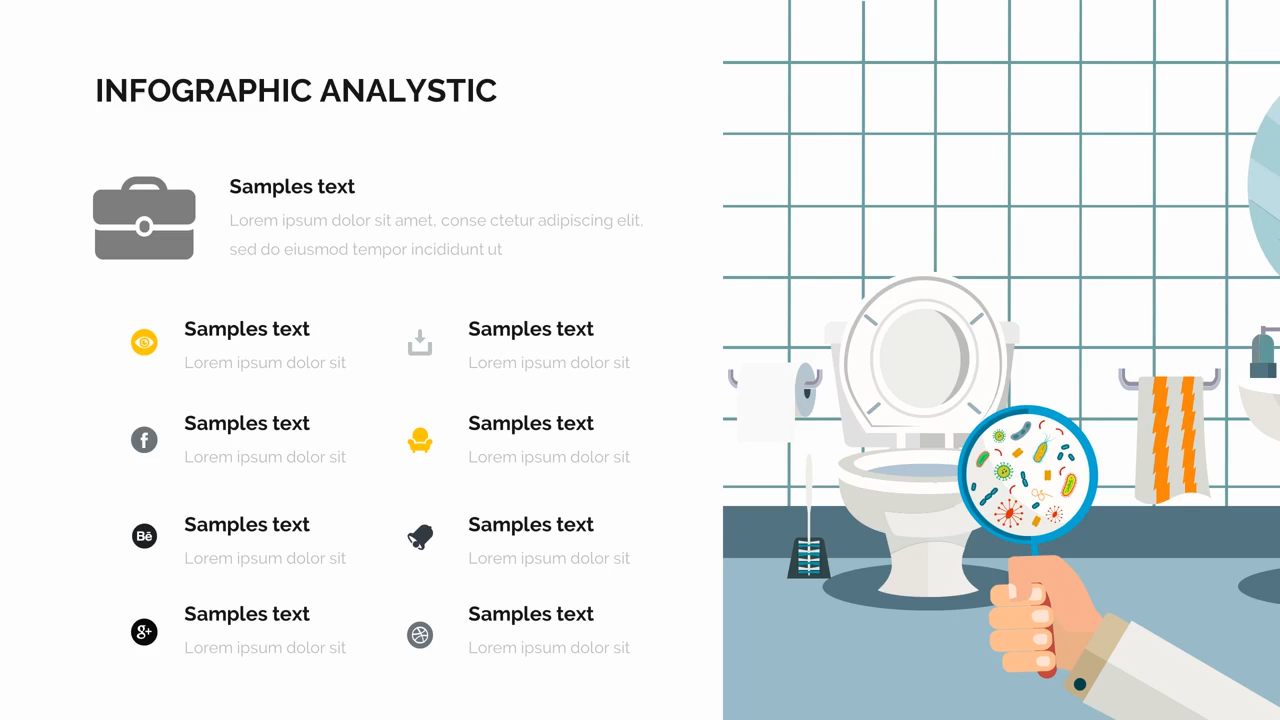 INFOGRAPHIC ANALYSTIC
Samples text
Lorem ipsum dolor sit amet, conse ctetur adipiscing elit,
sed do eiusmod tempor incididunt ut
Samples text
Lorem ipsum dolor sit
Samples text
Lorem ipsum dolor sit
Samples text
Lorem ipsum dolor sit
Samples text
Lorem ipsum dolor sit
Bē
Samples text
Lorem ipsum dolor sit
Samples text
Lorem ipsum dolor sit
g+
Samples text
Lorem ipsum dolor sit
Samples text
Lorem ipsum dolor sit